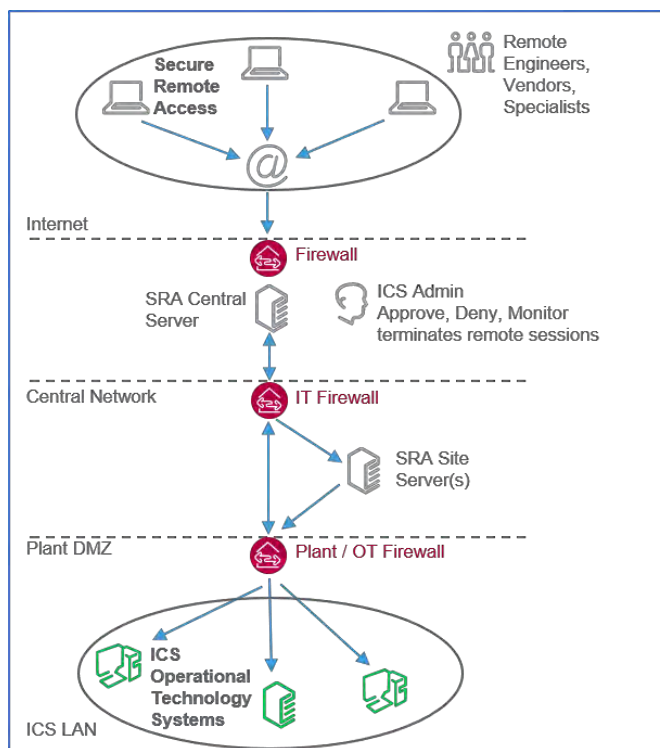 Secure
Remote
Access
Remote
Engineers,
Vendors,
Specialists
@
Internet
Firewall
SRA Central
Server
ICS Admin
Approve, Deny, Monitor
terminates remote sessions
Central Network
IT Firewall
SRA Site
Server(s)
Plant DMZ
Plant / OT Firewall
ICS
Operational
Technology
Systems
ICS LAN